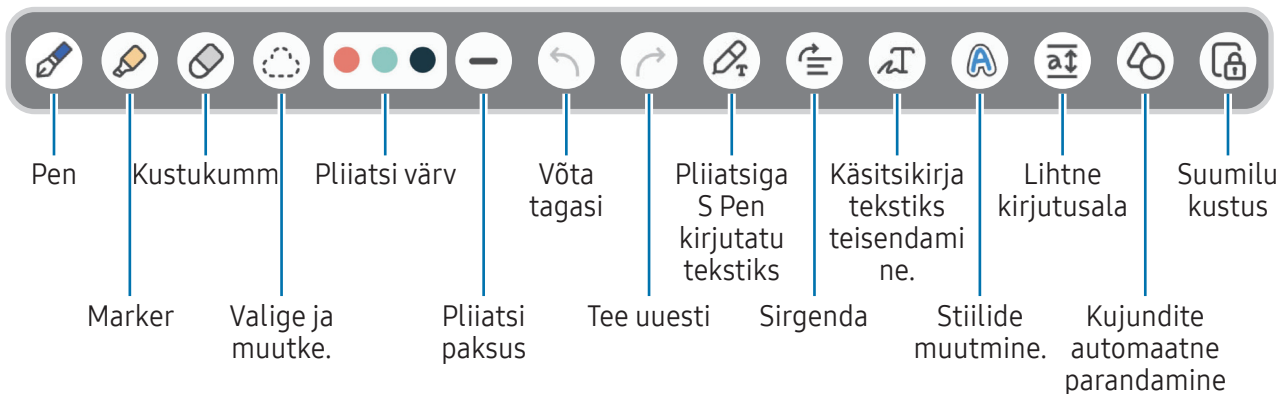 Pen
Kustukumm
Pliiatsi värv
Võta
tagasi
Pliiatsiga
S Pen
kirjutatu
tekstiks
Käsitsikirja
tekstiks
teisendami
ne.
Lihtne
kirjutusala
Suumilu
kustus
Marker
Valige ja
muutke.
Pliiatsi
paksus
Tee uuesti
Sirgenda
Stiilide
muutmine.
Kujundite
automaatne
parandamine